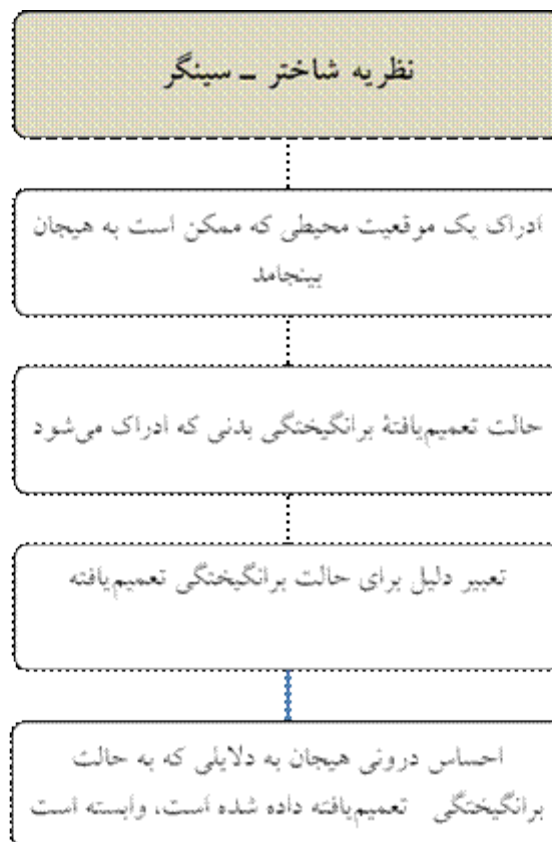 نظریه شاختر ـ سینگر
ادراک یک موقعیت محیطی که ممکن است به هیجان
بینجامد
حالت تعمیم‌یافتهٔ برانگیختگی بدنی که ادراک می‌شود
تعبیر دلیل برای حالت برانگیختگی تعمیم‌یافته
احساس درونی هیجان به دلایلی که به حالت
برانگیختگی تعمیم‌یافته داده شده است، وابسته است